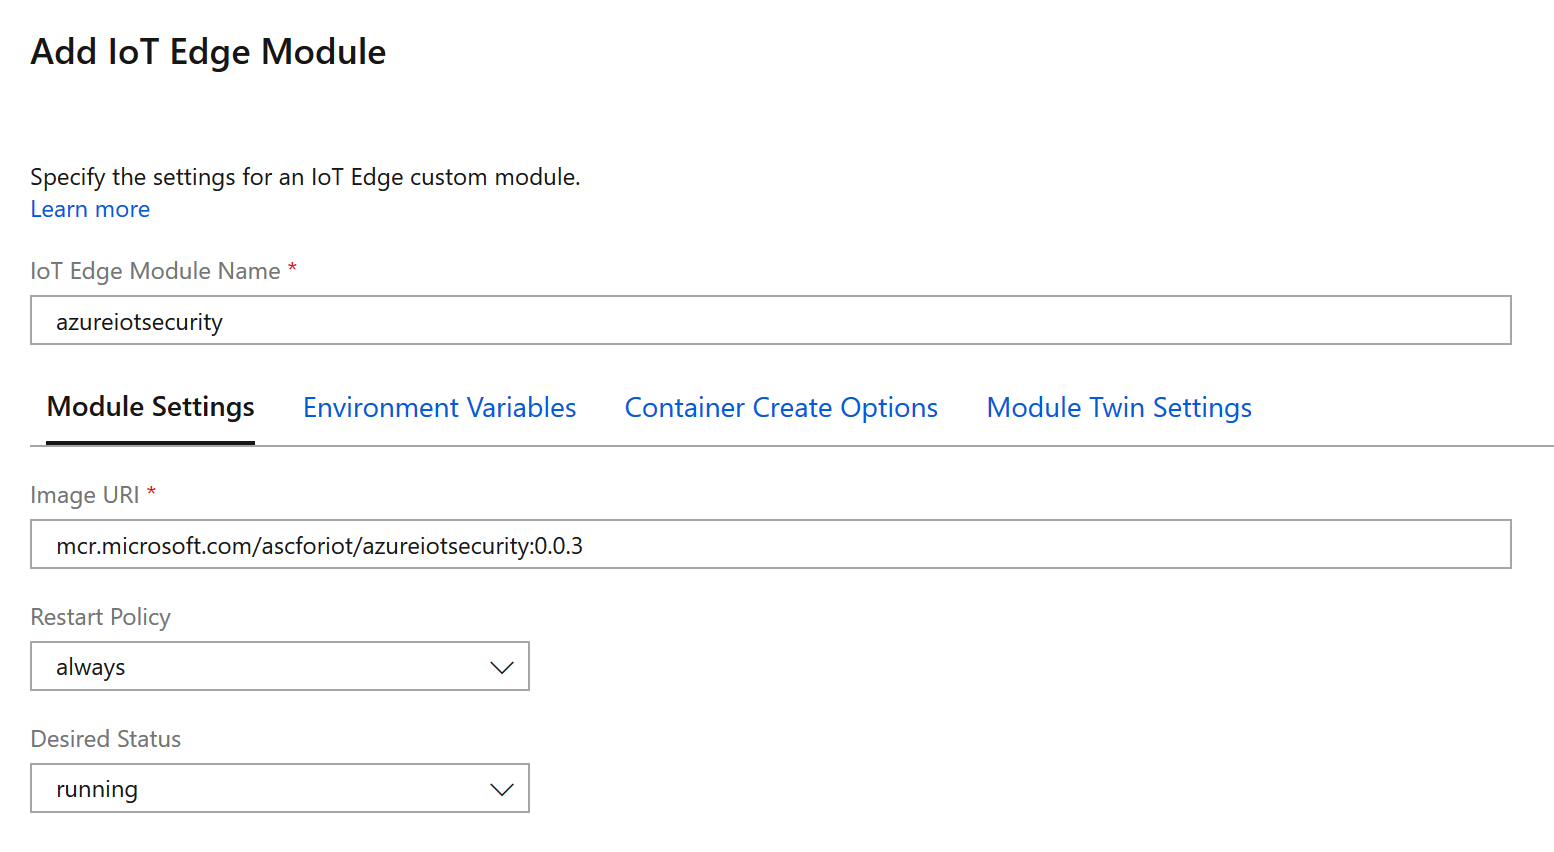 Add IoT Edge Module
Specify the settings for an IoT Edge custom module.
Learn more
IoT Edge Module Name *
azureiotsecurity
Module Settings Environment Variables Container Create Options Module Twin Settings
Image URI *
mcr.microsoft.com/ascforiot/azureiotsecurity:0.0.3
Restart Policy
always
Desired Status
running